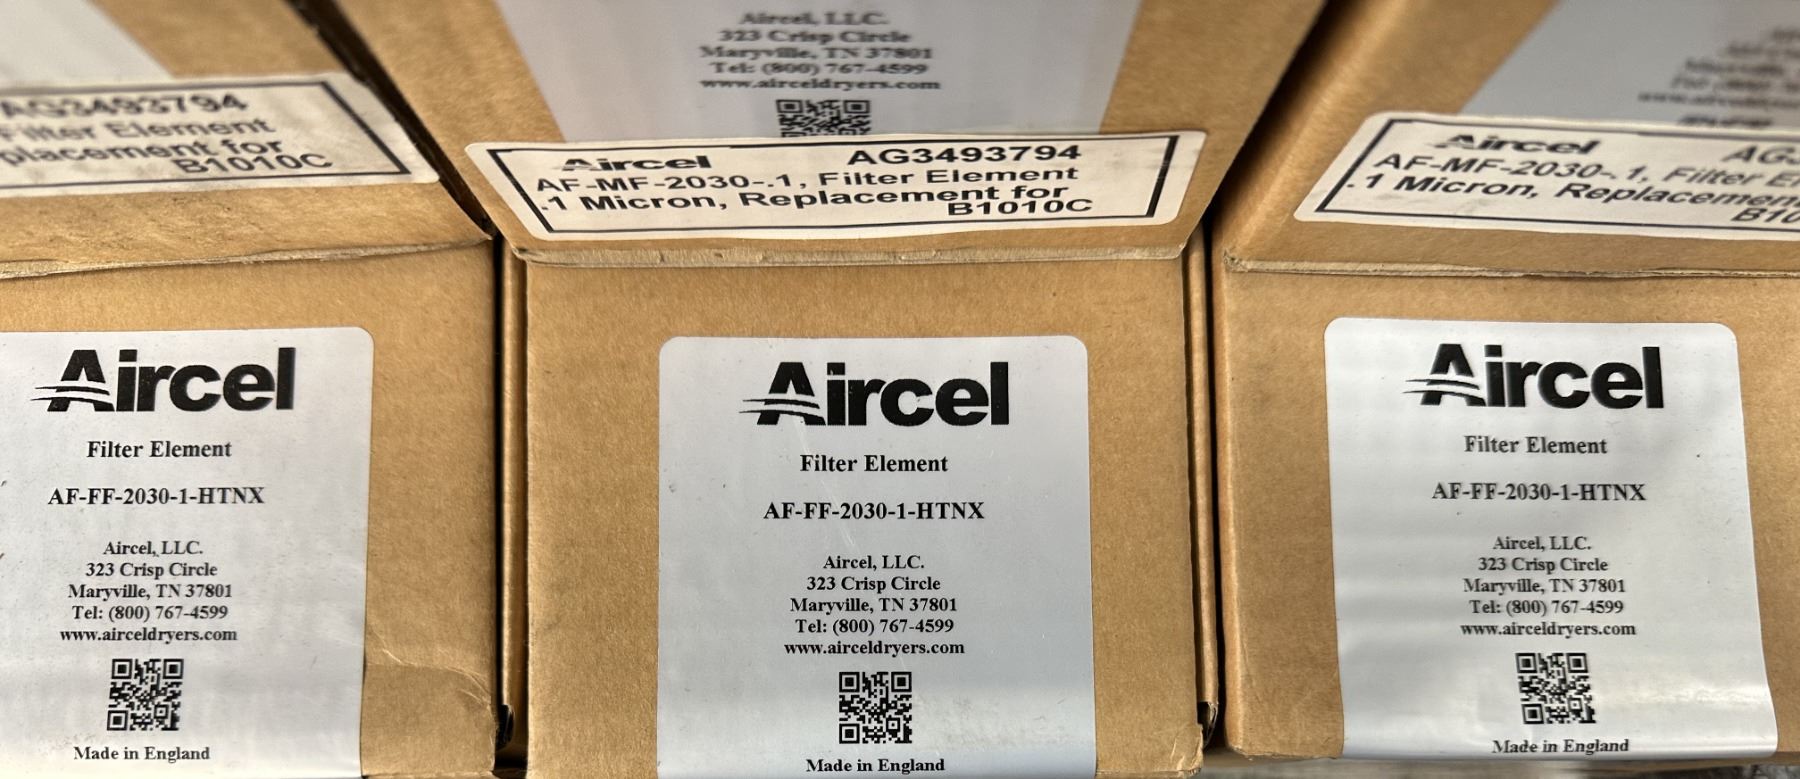 AG3493794
Filter Element
placement for
B1010C
Aircel, LLC.
323 Crisp Circle
Maryville, TN 37801
Tel: (800) 767-4599
www.airceldryers.com
Aircel AG3493794
AF-MF-2030-.1, Filter Element
.1 Micron, Replacement for
B1010C
Aircel
AF-MF-2030-.1, Filter
.1 Micron, Replacement
Aircel
Filter Element
AF-FF-2030-1-HTNX
Aircel, LLC.
323 Crisp Circle
Maryville, TN 37801
Tel: (800) 767-4599
www.airceldryers.com
Made in England
Aircel
Filter Element
AF-FF-2030-1-HTNX
Aircel, LLC.
323 Crisp Circle
Maryville, TN 37801
Tel: (800) 767-4599
www.airceldryers.com
Made in England
Aircel
Filter Element
AF-FF-2030-1-HTNX
Aircel, LLC.
323 Crisp Circle
Maryville, TN 37801
Tel: (800) 767-4599
www.airceldryers.com
Made in England